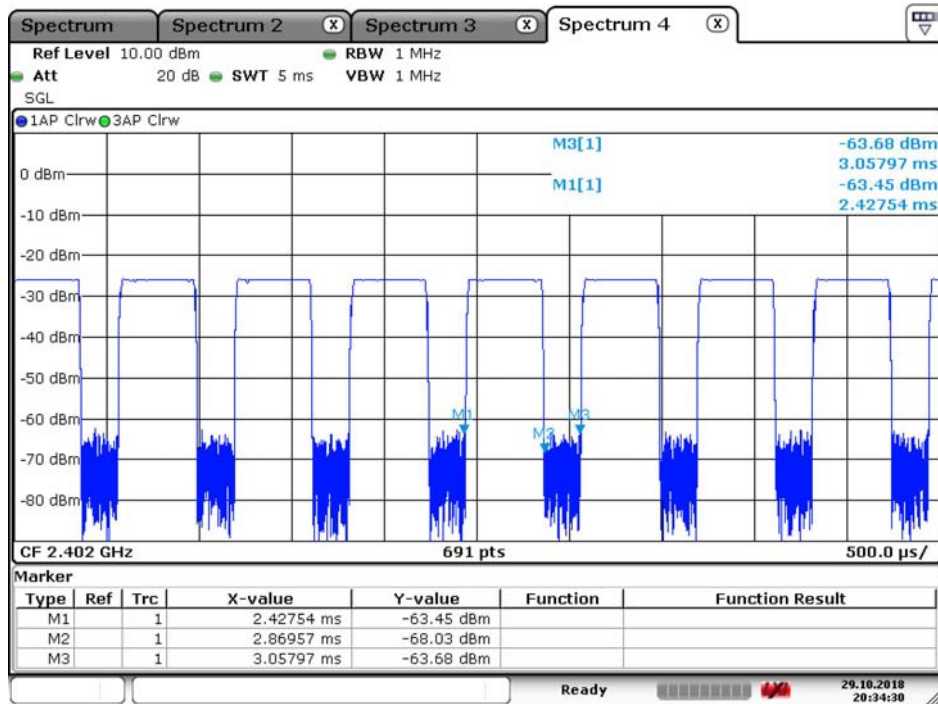 Spectrum Spectrum 2 X Spectrum 3 X Spectrum 4 X
Ref Level 10.00 dBm RBW 1 MHz
Att 20 dB SWT 5 ms VBW 1 MHz
SGL
1AP Clrw 3AP Clrw
M3[1] -63.68 dBm
3.05797 ms
M1[1] -63.45 dBm
2.42754 ms
0 dBm
-10 dBm
-20 dBm
-30 dBm
-40 dBm
-50 dBm
-60 dBm
-70 dBm
-80 dBm
M1 M2 M3
CF 2.402 GHz 691 pts 500.0 µs/
Marker
Type Ref Trc X-value Y-value Function Function Result
M1 1 2.42754 ms -63.45 dBm
M2 1 2.86957 ms -68.03 dBm
M3 1 3.05797 ms -63.68 dBm
Ready 29.10.2018
20:34:30